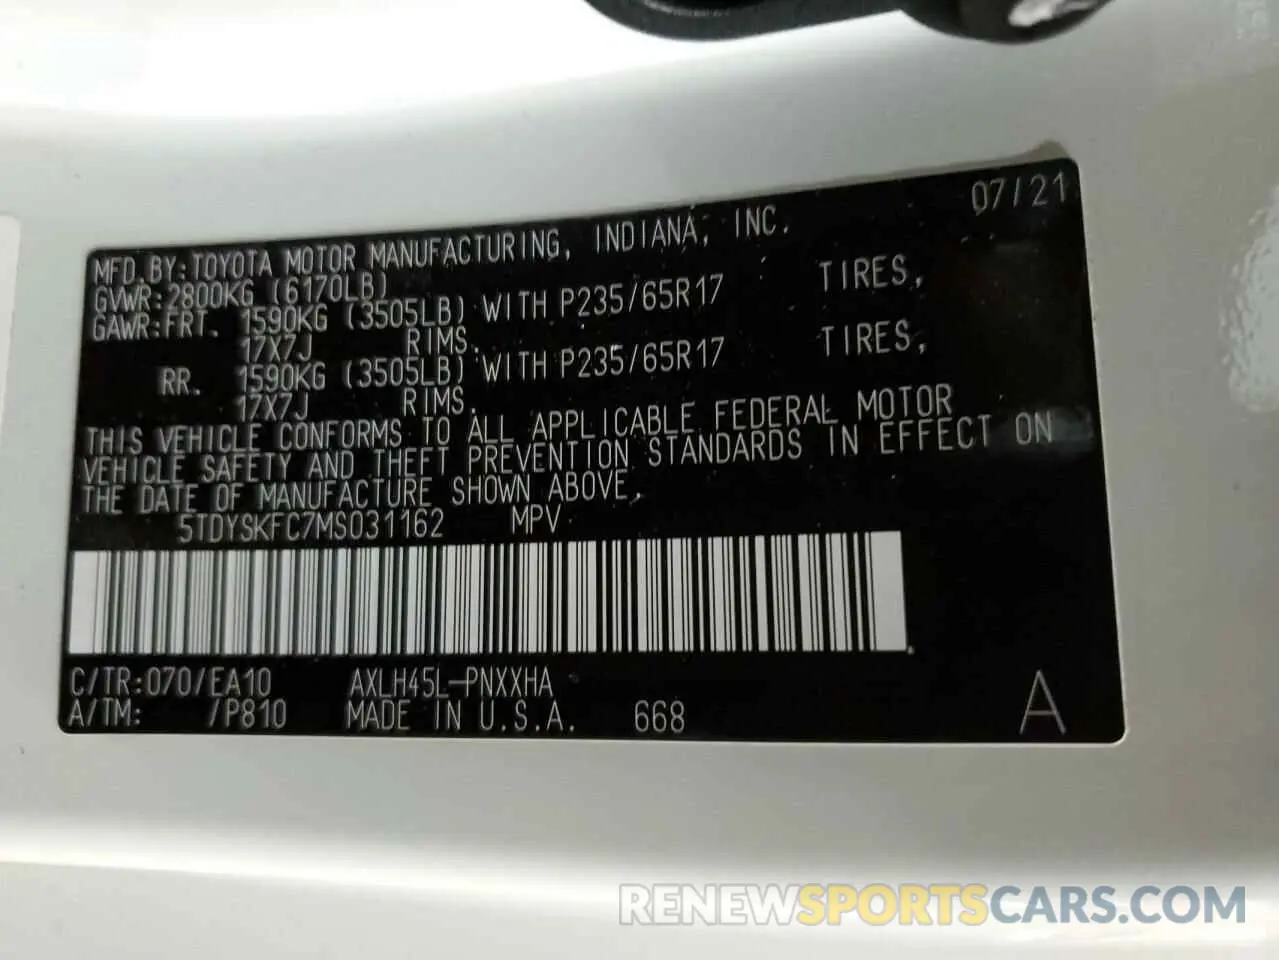 07/21
MFD. BY: TOYOTA MOTOR MANUFACTURING, INDIANA, INC.
GVWR: 2800KG (6170LB)
GAWR: FRT. 1590KG (3505LB) WITH P235/65R17 TIRES,
17X7J RIMS.
RR. 1590KG (3505LB) WITH P235/65R17 TIRES,
17X7J RIMS.
THIS VEHICLE CONFORMS TO ALL APPLICABLE FEDERAL MOTOR
VEHICLE SAFETY AND THEFT PREVENTION STANDARDS IN EFFECT ON
THE DATE OF MANUFACTURE SHOWN ABOVE.
5TDYSKFC7MS031162 MPV
C/TR: 070/EA10 AXLH45L-PNXXHA
A/TM: /P810 MADE IN U.S.A. 668
A
RENEWSPORTSCARS.COM